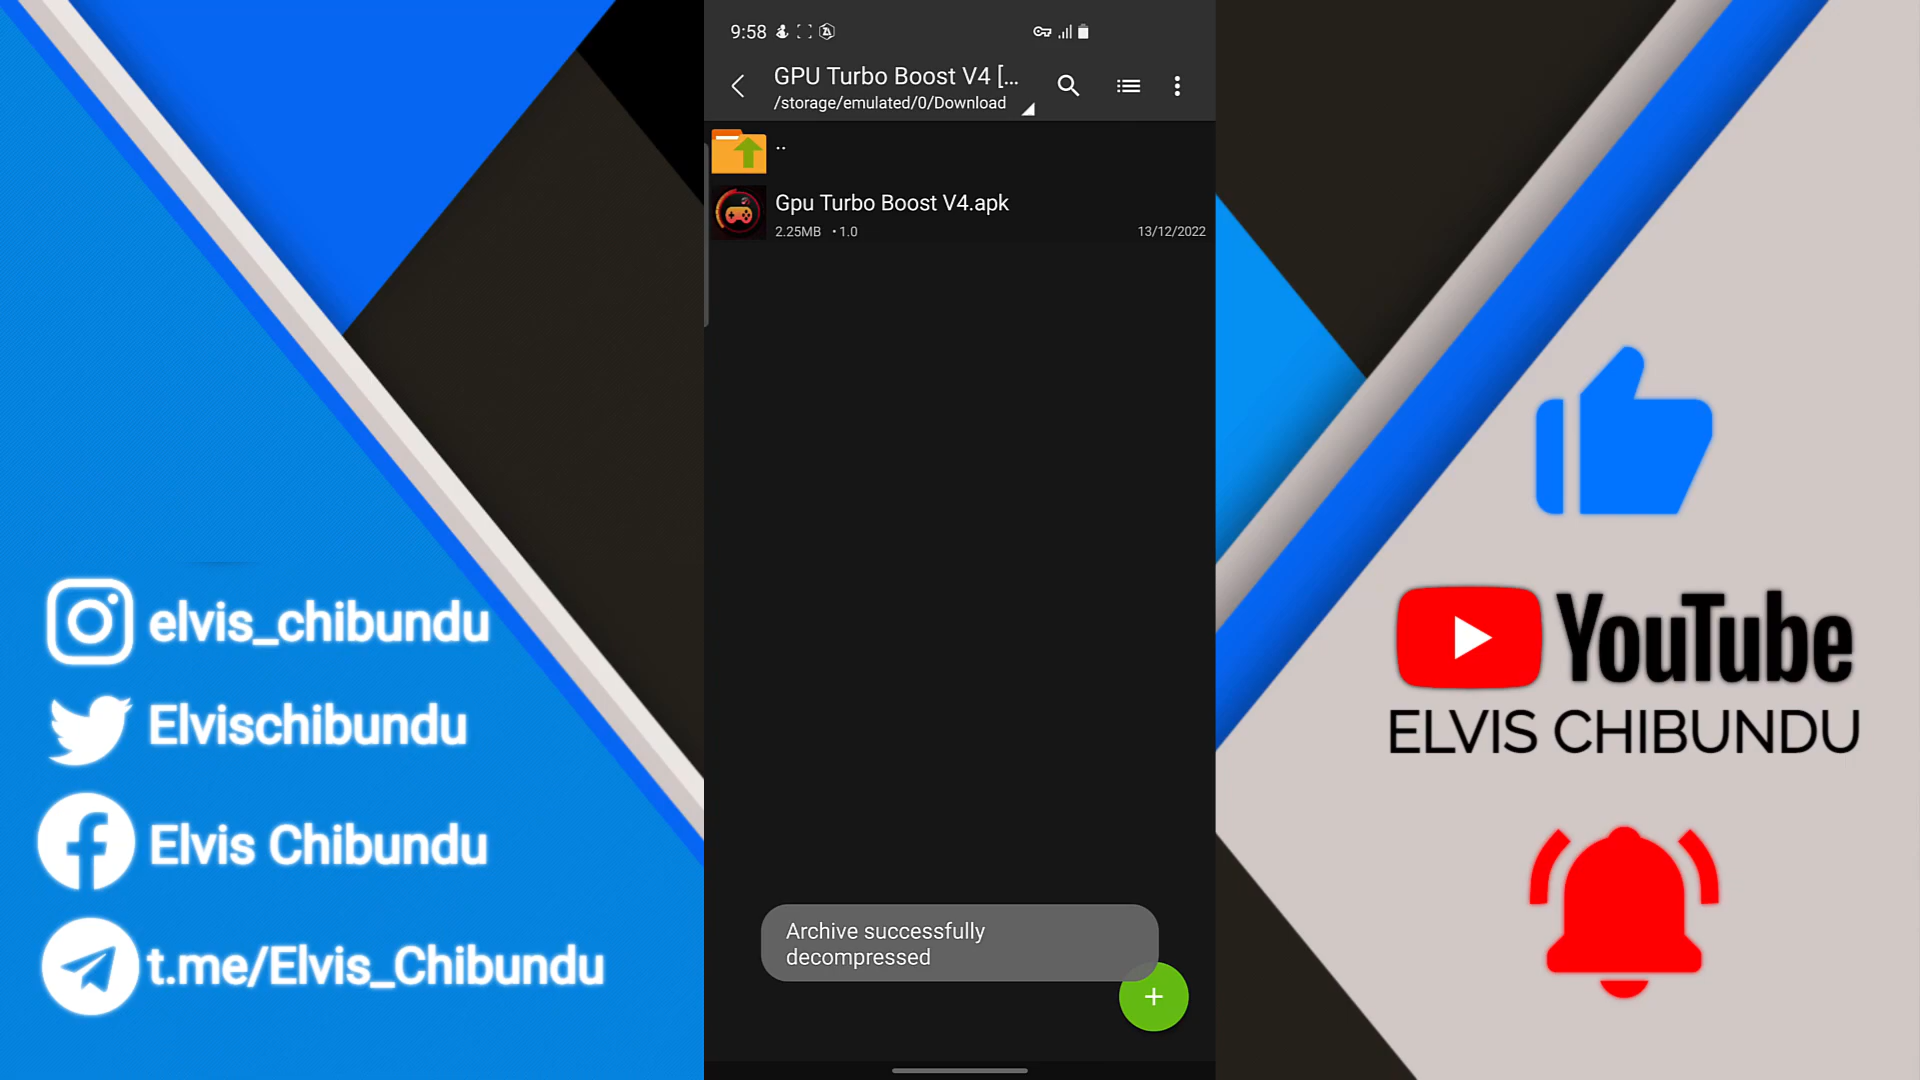 9:58
GPU Turbo Boost V4 [...
/storage/emulated/0/Download
..
Gpu Turbo Boost V4.apk
2.25MB • 1.0
13/12/2022
Archive successfully
decompressed
+
elvis_chibundu
Elvischibundu
Elvis Chibundu
t.me/Elvis_Chibundu
YouTube
ELVIS CHIBUNDU